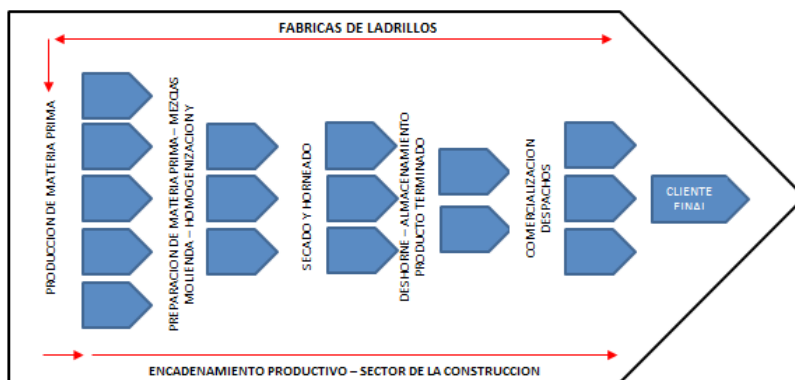 FABRICAS DE LADRILLOS
PRODUCCION DE MATERIA PRIMA
PREPARACION DE MATERIA PRIMA – MEZCLAS
MOLIENDA – HOMOGENIZACION Y
SECADO Y HORNEADO
DESHORNE – ALMACENAMIENTO
PRODUCTO TERMINADO
COMERCIALIZACION
DESPACHOS
CLIENTE
FINAL
ENCADENAMIENTO PRODUCTIVO – SECTOR DE LA CONSTRUCCION